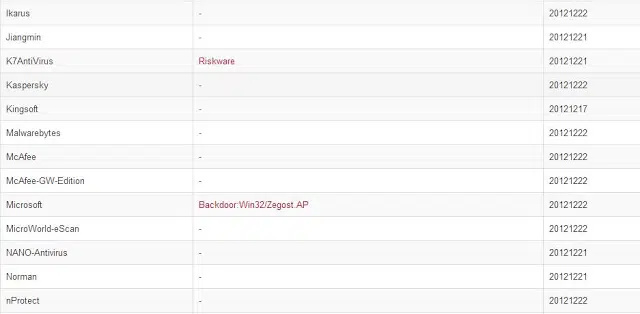 Ikarus - 20121222
Jiangmin - 20121221
K7AntiVirus Riskware 20121221
Kaspersky - 20121222
Kingsoft - 20121217
Malwarebytes - 20121222
McAfee - 20121222
McAfee-GW-Edition - 20121222
Microsoft Backdoor:Win32/Zegost.AP 20121222
MicroWorld-eScan - 20121222
NANO-Antivirus - 20121221
Norman - 20121221
nProtect - 20121222